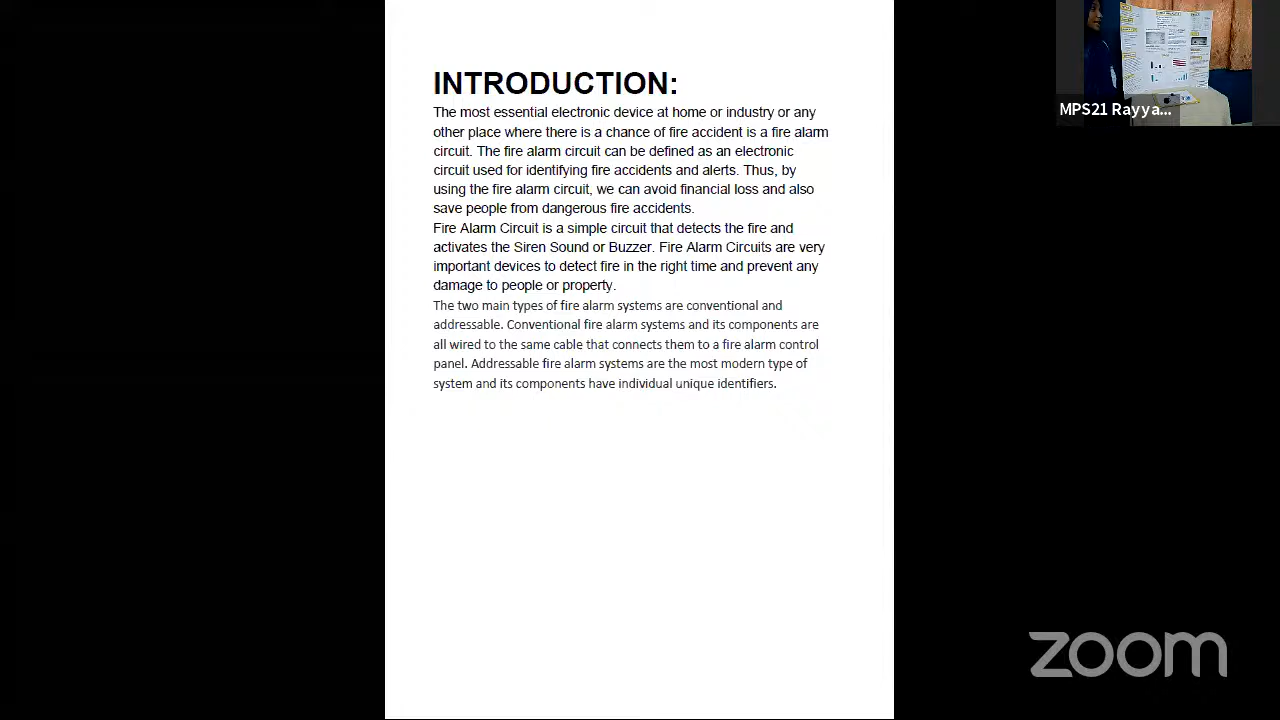 INTRODUCTION:
The most essential electronic device at home or industry or any
other place where there is a chance of fire accident is a fire alarm
circuit. The fire alarm circuit can be defined as an electronic
circuit used for identifying fire accidents and alerts. Thus, by
using the fire alarm circuit, we can avoid financial loss and also
save people from dangerous fire accidents.
Fire Alarm Circuit is a simple circuit that detects the fire and
activates the Siren Sound or Buzzer. Fire Alarm Circuits are very
important devices to detect fire in the right time and prevent any
damage to people or property.
The two main types of fire alarm systems are conventional and
addressable. Conventional fire alarm systems and its components are
all wired to the same cable that connects them to a fire alarm control
panel. Addressable fire alarm systems are the most modern type of
system and its components have individual unique identifiers.
MPS21 Rayya...
zoom